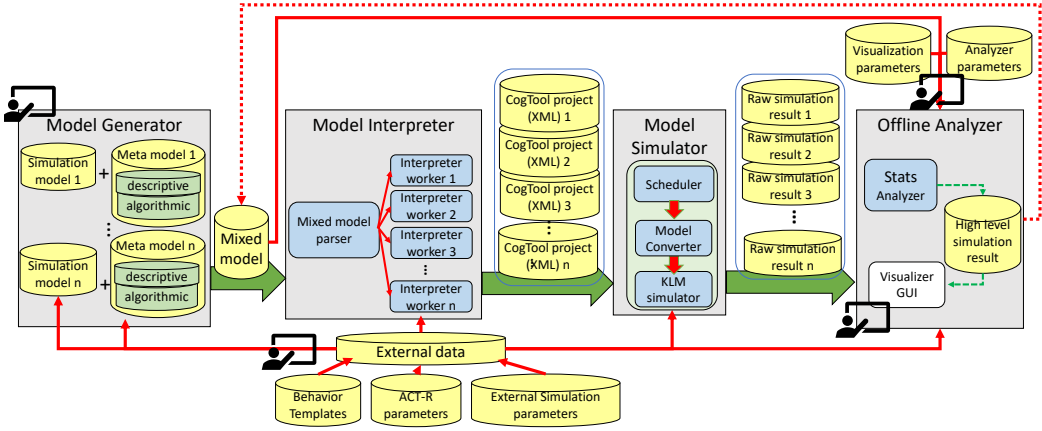 Visualization
parameters
Analyzer
parameters
Model Generator
Simulation
model 1
+
Meta model 1
descriptive
algorithmic
...
Simulation
model n
+
Meta model n
descriptive
algorithmic
Mixed
model
Model Interpreter
Mixed model
parser
Interpreter
worker 1
Interpreter
worker 2
Interpreter
worker 3
...
Interpreter
worker n
CogTool project
(XML) 1
CogTool project
(XML) 2
CogTool project
(XML) 3
CogTool project
(XML) n
Model
Simulator
Scheduler
Model
Converter
KLM
simulator
Raw simulation
result 1
Raw simulation
result 2
Raw simulation
result 3
...
Raw simulation
result n
Offline Analyzer
Stats
Analyzer
High level
simulation
result
Visualizer
GUI
External data
Behavior
Templates
ACT-R
parameters
External Simulation
parameters